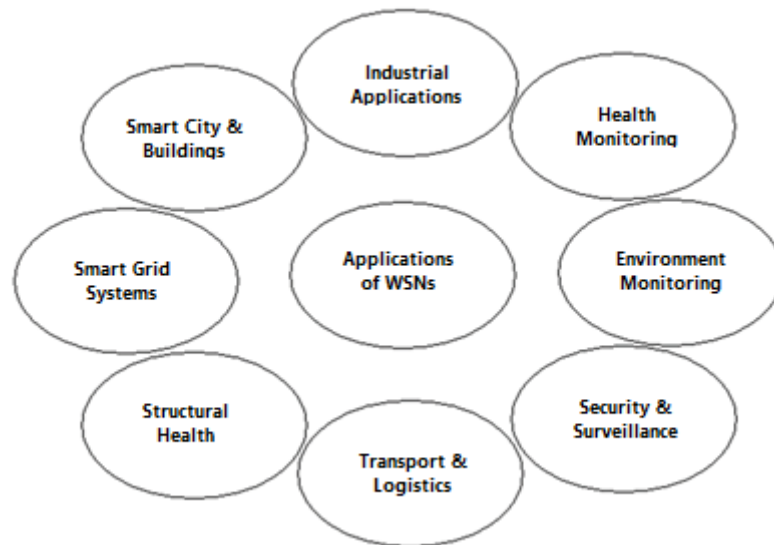 Industrial
Applications
Smart City &
Buildings
Health
Monitoring
Smart Grid
Systems
Applications
of WSNs
Environment
Monitoring
Structural
Health
Security &
Surveillance
Transport &
Logistics